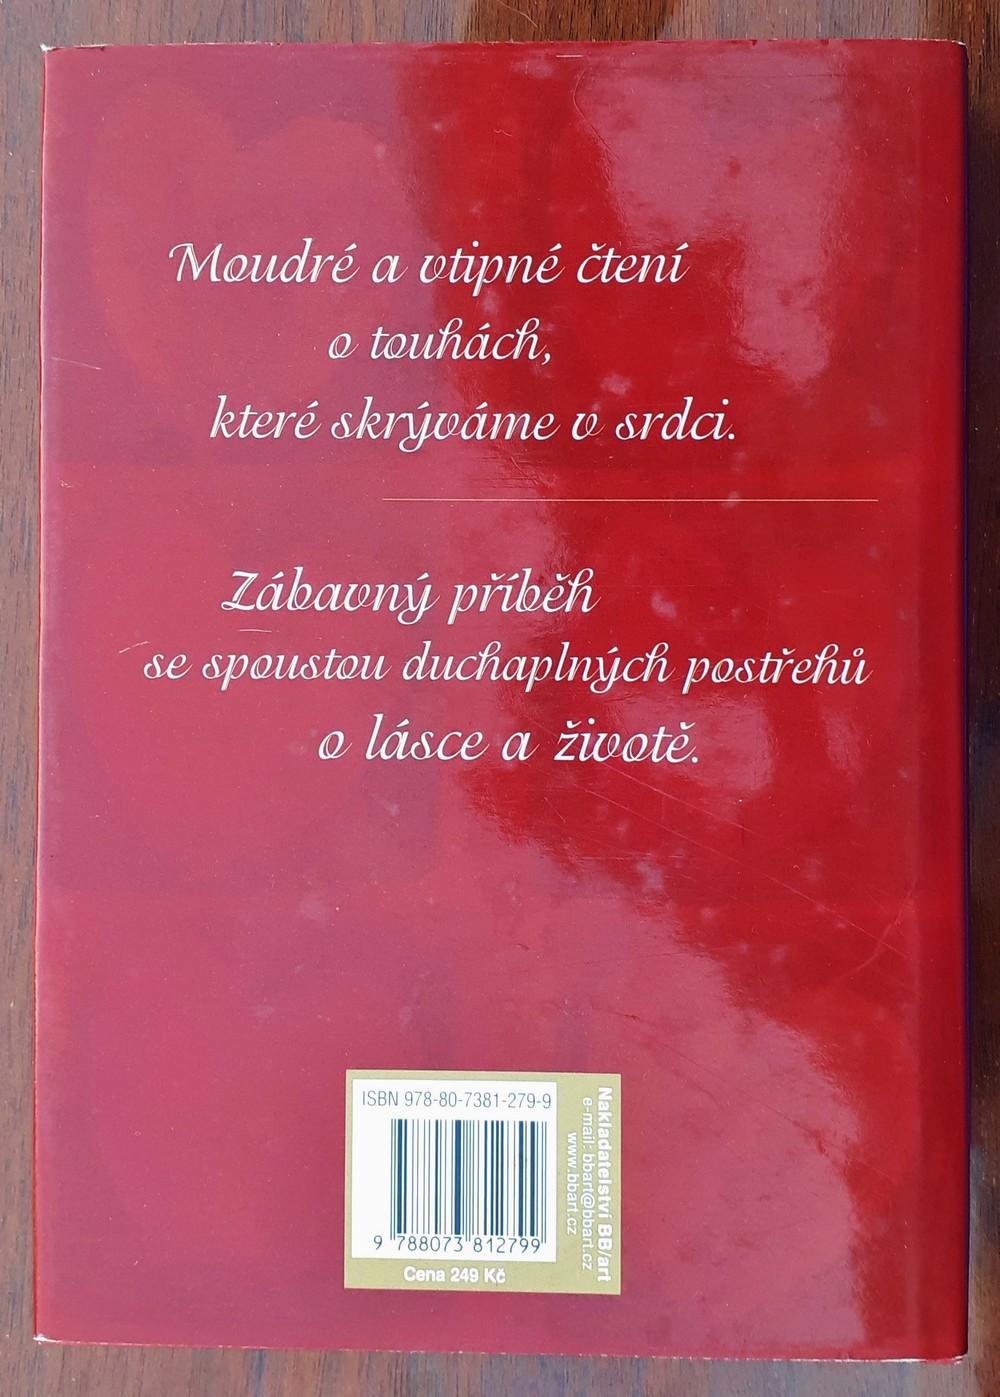 Moudré a vtipné čtení
o touhách,
které skrýváme v srdci.
Zábavný příběh
se spoustou duchaplných postřehů
o lásce a životě.
ISBN 978-80-7381-279-9
9 788073 812799
Cena 249 Kč
Nakladatelství BB/art
e-mail: bbart@bbart.cz
www.bbart.cz